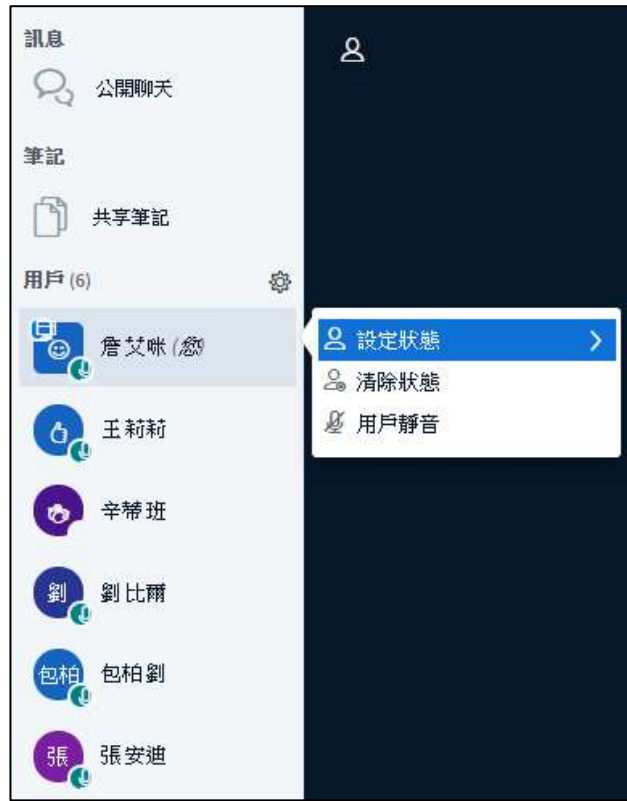 訊息
公開聊天
筆記
共享筆記
用戶 (6)
詹艾咪 (您)
設定狀態
清除狀態
用戶靜音
王莉莉
辛蒂班
劉 劉比爾
包柏 包柏劉
張 張安迪